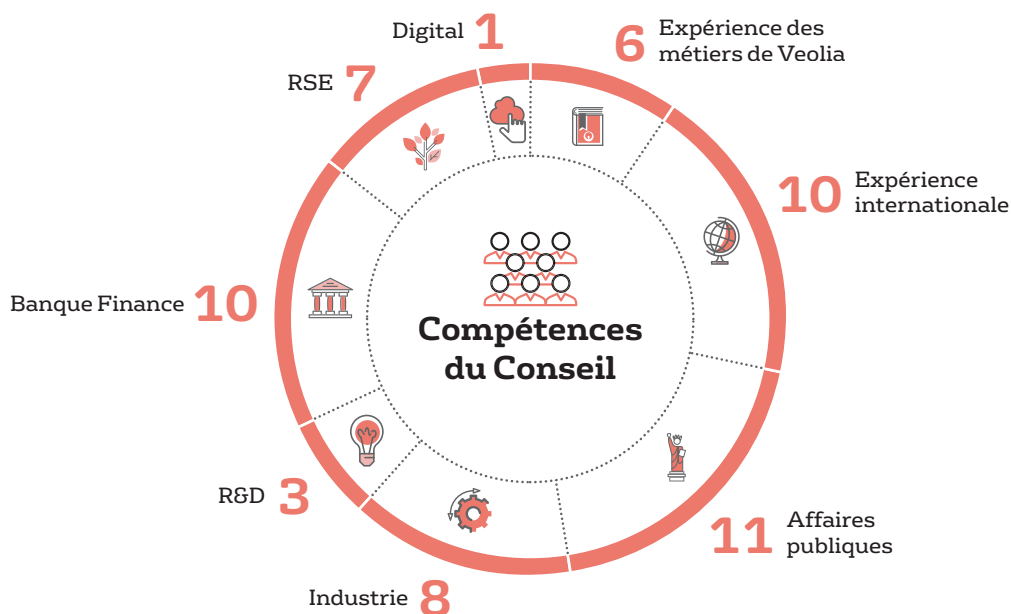 Digital 1
6 Expérience des
métiers de Veolia
RSE 7
10 Expérience
internationale
Banque Finance 10
Compétences
du Conseil
R&D 3
11 Affaires
publiques
Industrie 8